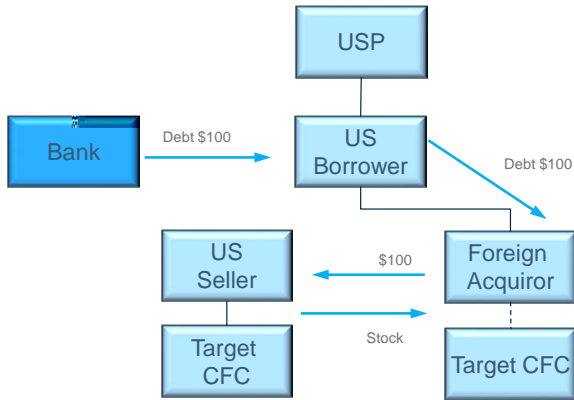 USP
Bank
Debt $100
US
Borrower
Debt $100
US
Seller
$100
Foreign
Acquiror
Stock
Target
CFC
Target CFC